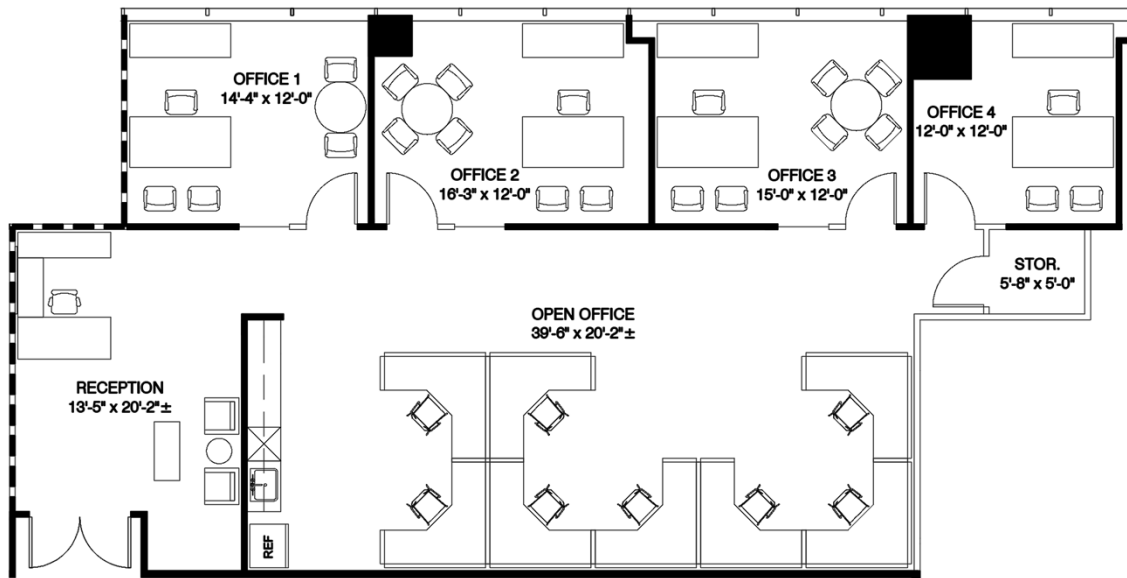 OFFICE 1
14'-4" x 12'-0"
OFFICE 2
16'-3" x 12'-0"
OFFICE 3
15'-0" x 12'-0"
OFFICE 4
12'-0" x 12'-0"
STOR.
5'-8" x 5'-0"
OPEN OFFICE
39'-6" x 20'-2" ±
RECEPTION
13'-5" x 20'-2" ±
REF